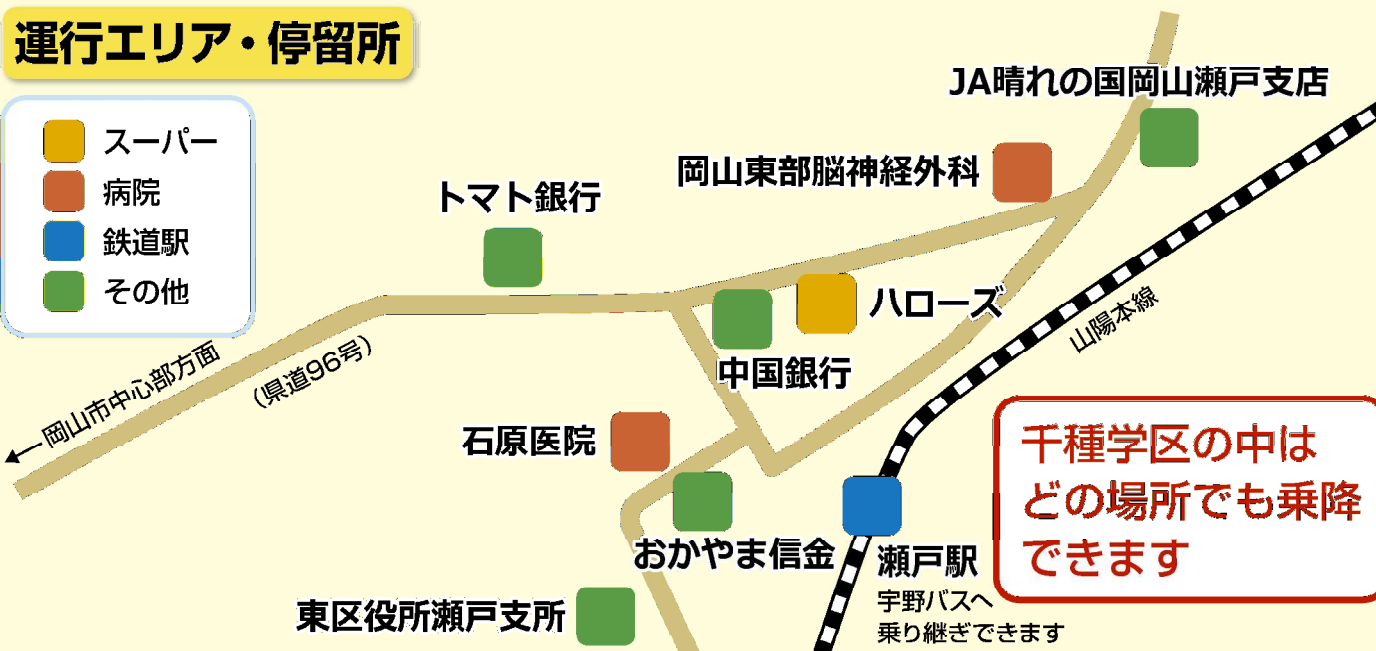 運行エリア・停留所
スーパー
病院
鉄道駅
その他
JA晴れの国岡山瀬戸支店
岡山東部脳神経外科
トマト銀行
ハローズ
中国銀行
山陽本線
岡山市中心部方面
(県道96号)
石原医院
おかやま信金
瀬戸駅
宇野バスへ
乗り継ぎできます
東区役所瀬戸支所
千種学区の中は
どの場所でも乗降
できます